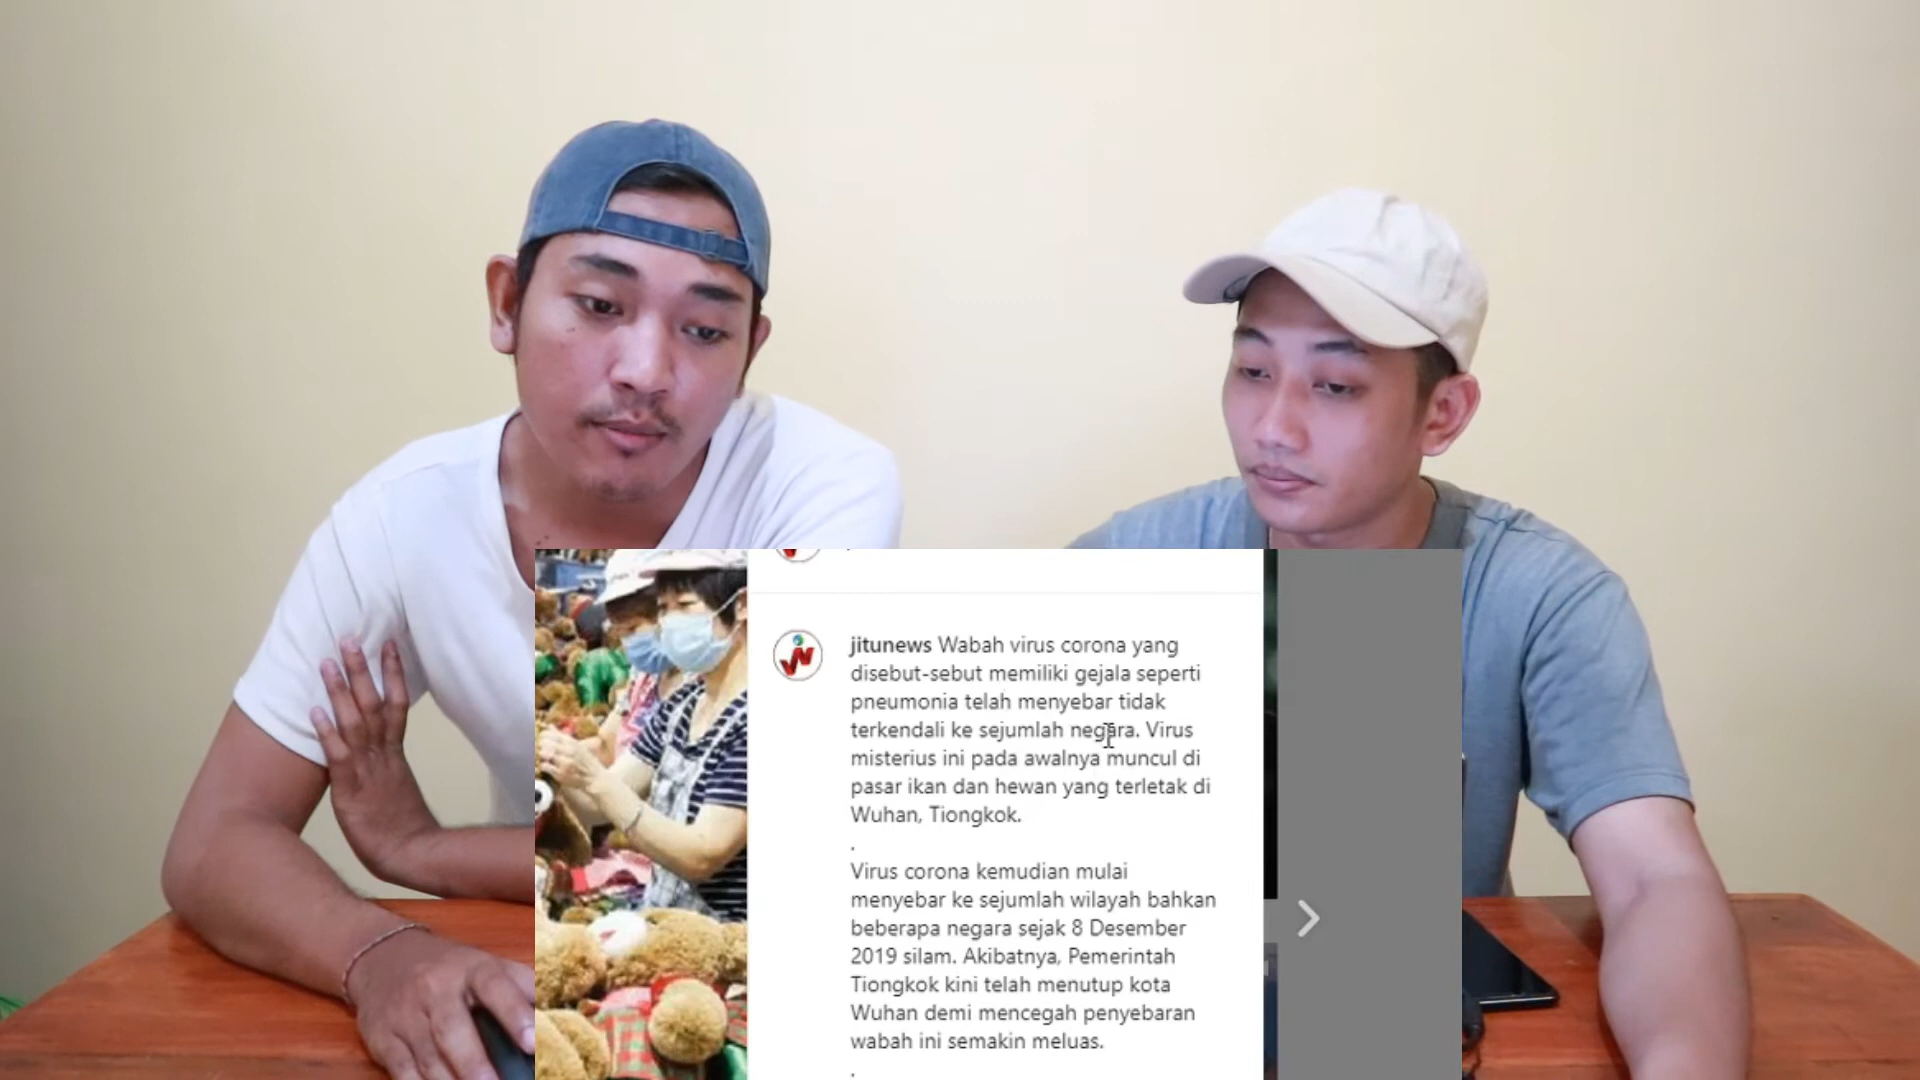 jitunews Wabah virus corona yang
disebut-sebut memiliki gejala seperti
pneumonia telah menyebar tidak
terkendali ke sejumlah negara. Virus
misterius ini pada awalnya muncul di
pasar ikan dan hewan yang terletak di
Wuhan, Tiongkok.
.
Virus corona kemudian mulai
menyebar ke sejumlah wilayah bahkan
beberapa negara sejak 8 Desember
2019 silam. Akibatnya, Pemerintah
Tiongkok kini telah menutup kota
Wuhan demi mencegah penyebaran
wabah ini semakin meluas.
.